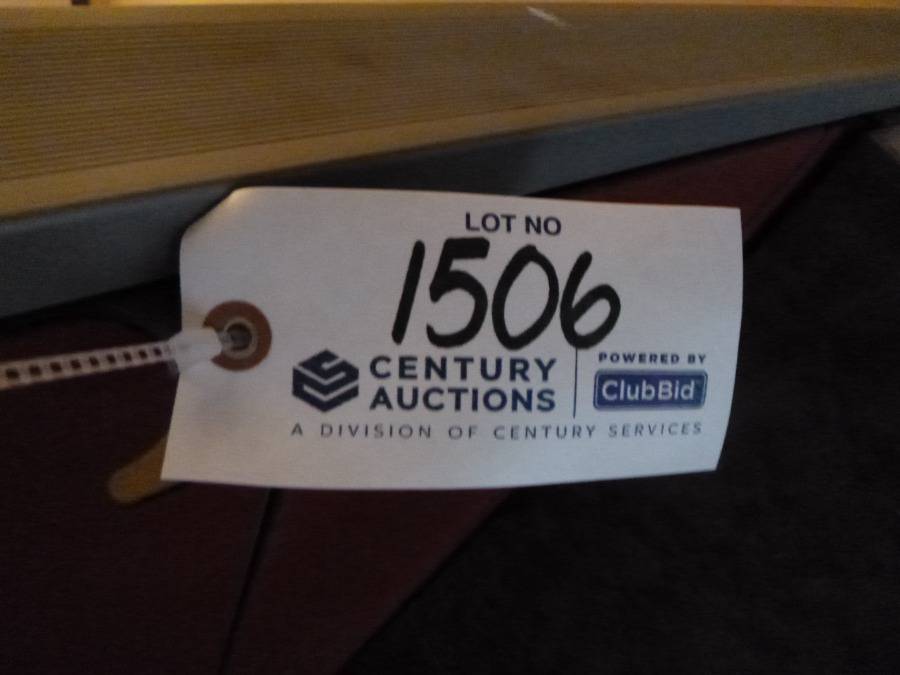 LOT NO
1506
CENTURY
AUCTIONS
POWERED BY
ClubBid
A DIVISION OF CENTURY SERVICES